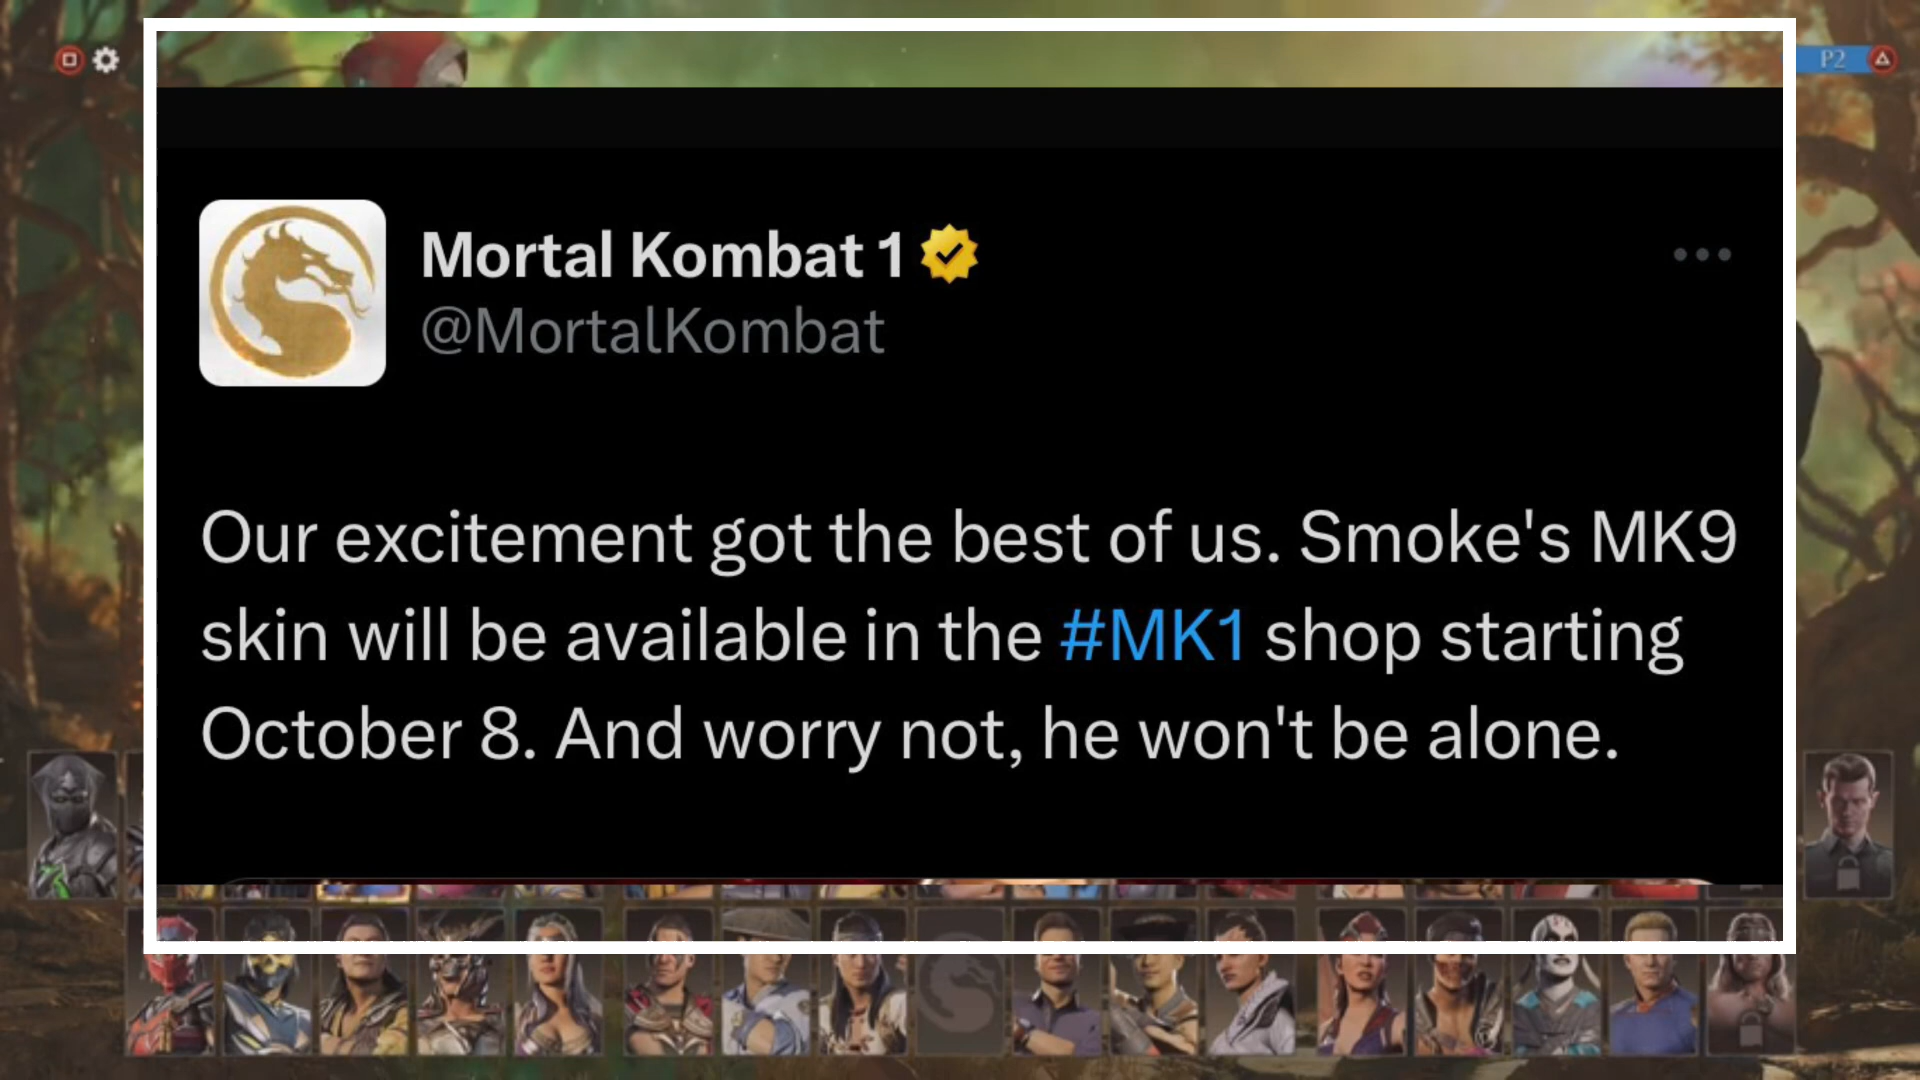 P2
Mortal Kombat 1
@MortalKombat
Our excitement got the best of us. Smoke's MK9
skin will be available in the #MK1 shop starting
October 8. And worry not, he won't be alone.